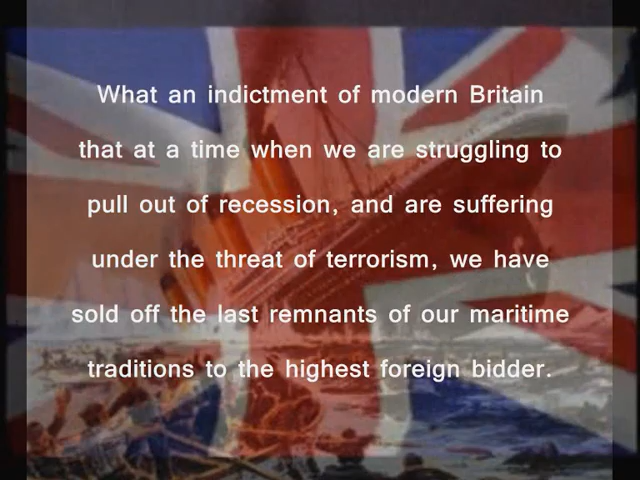 What an indictment of modern Britain
that at a time when we are struggling to
pull out of recession, and are suffering
under the threat of terrorism, we have
sold off the last remnants of our maritime
traditions to the highest foreign bidder.